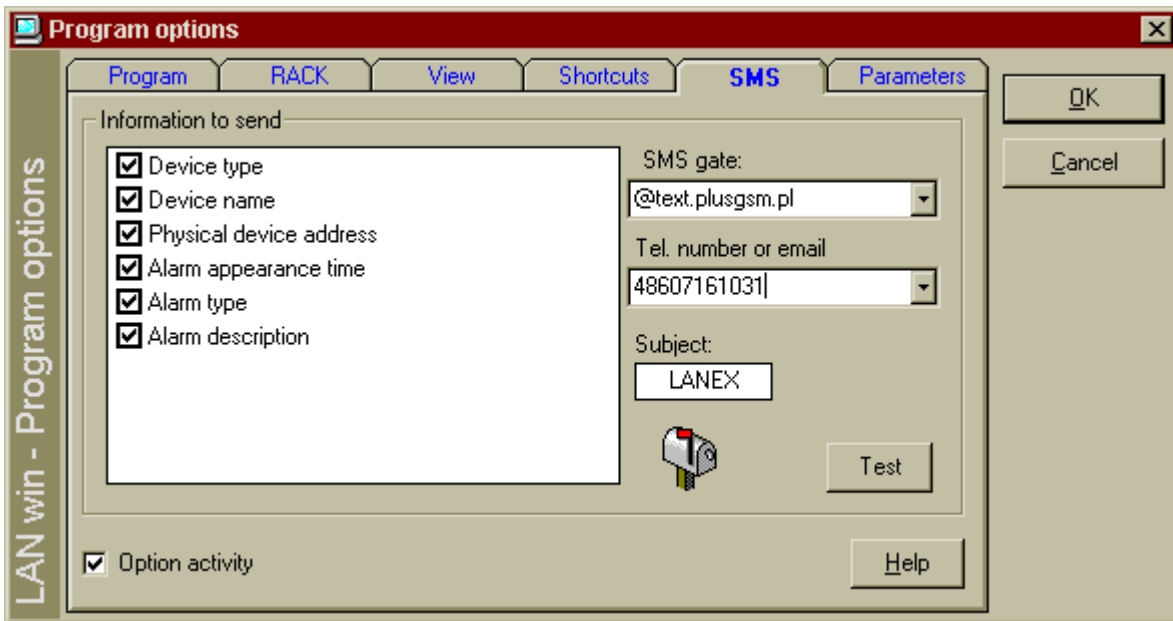 Program options
LAN win - Program options
Program
RACK
View
Shortcuts
SMS
Parameters
OK
Cancel
Information to send
Device type
Device name
Physical device address
Alarm appearance time
Alarm type
Alarm description
SMS gate:
@text.plusgsm.pl
Tel. number or email
48607161031
Subject:
LANEX
Test
Option activity
Help